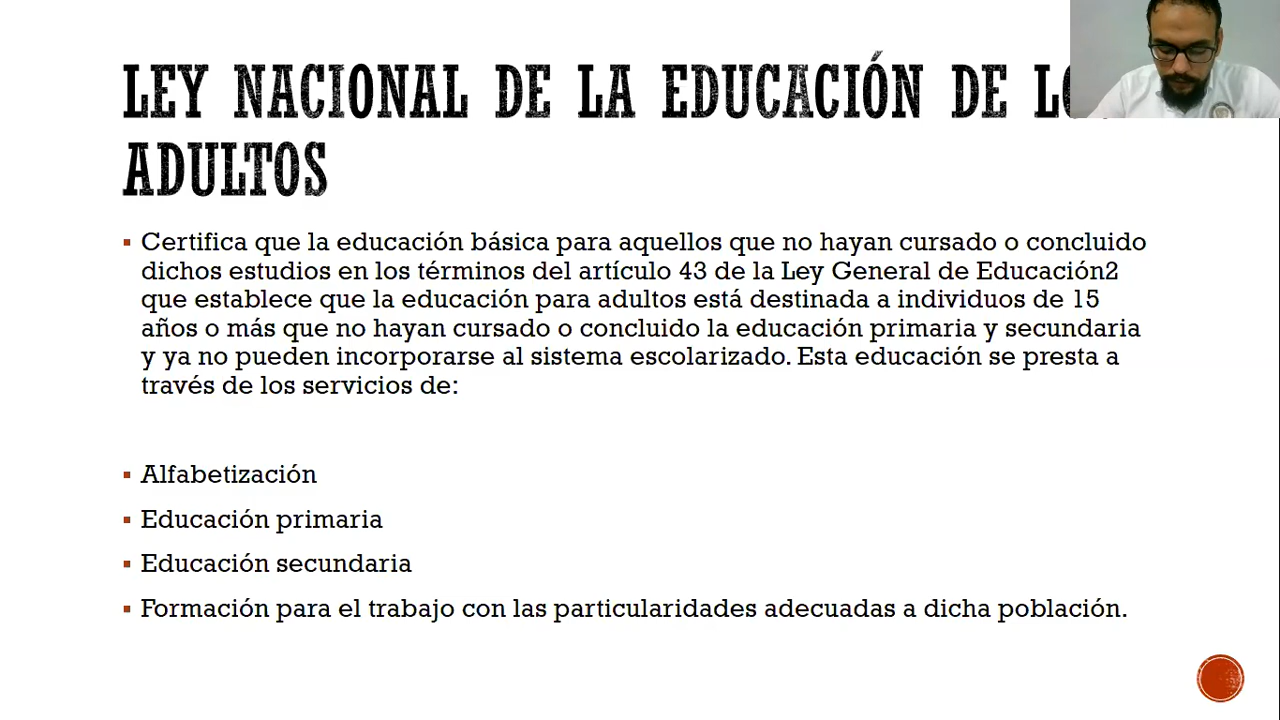 LEY NACIONAL DE LA EDUCACIÓN DE
ADULTOS
Certifica que la educación básica para aquellos que no hayan cursado o concluido
dichos estudios en los términos del artículo 43 de la Ley General de Educación2
que establece que la educación para adultos está destinada a individuos de 15
años o más que no hayan cursado o concluido la educación primaria y secundaria
y ya no pueden incorporarse al sistema escolarizado. Esta educación se presta a
través de los servicios de:
Alfabetización
Educación primaria
Educación secundaria
Formación para el trabajo con las particularidades adecuadas a dicha población.